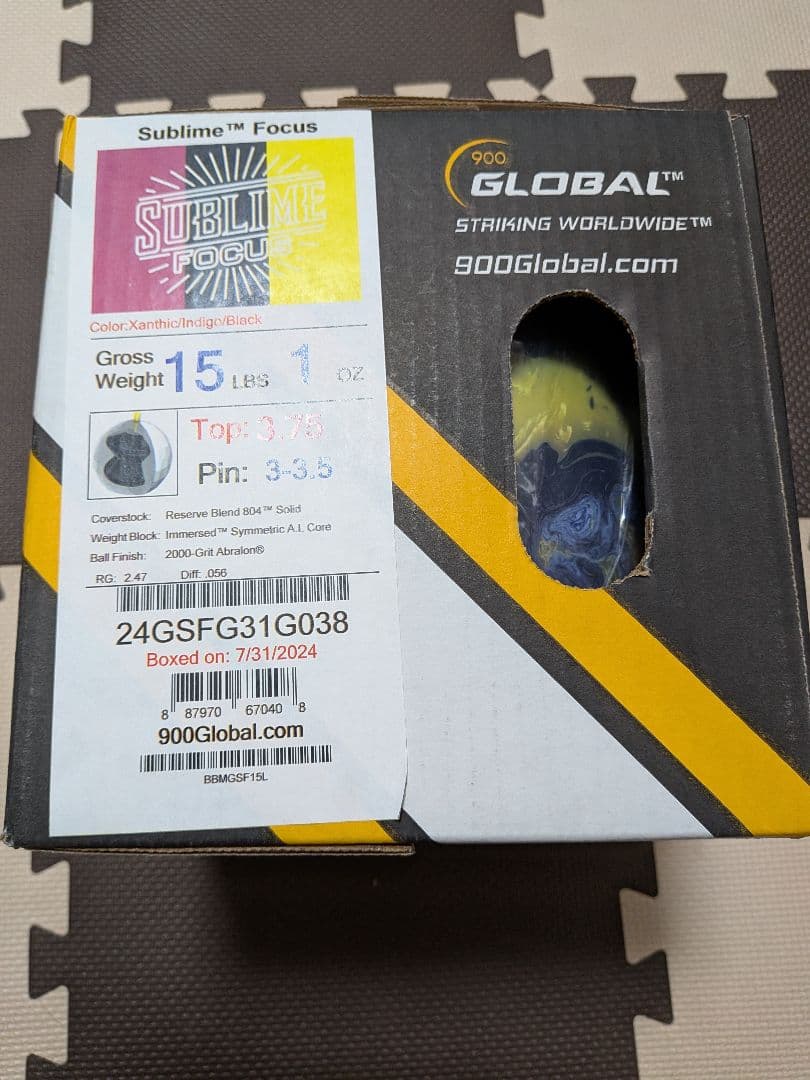 Sublime™ Focus
SUBLIME
FOCUS
Color:Xanthic/Indigo/Black
Gross Weight 15 LBS 1 OZ
Top: 3.75
Pin: 3-3.5
Coverstock: Reserve Blend 804™ Solid
Weight Block: Immersed™ Symmetric A.I. Core
Ball Finish: 2000-Grit Abralon®
RG: 2.47 Diff: .056
24GSFG31G038
Boxed on: 7/31/2024
8 87970 67040 8
900Global.com
BBMGSF15L
900
GLOBAL™
STRIKING WORLDWIDE™
900Global.com